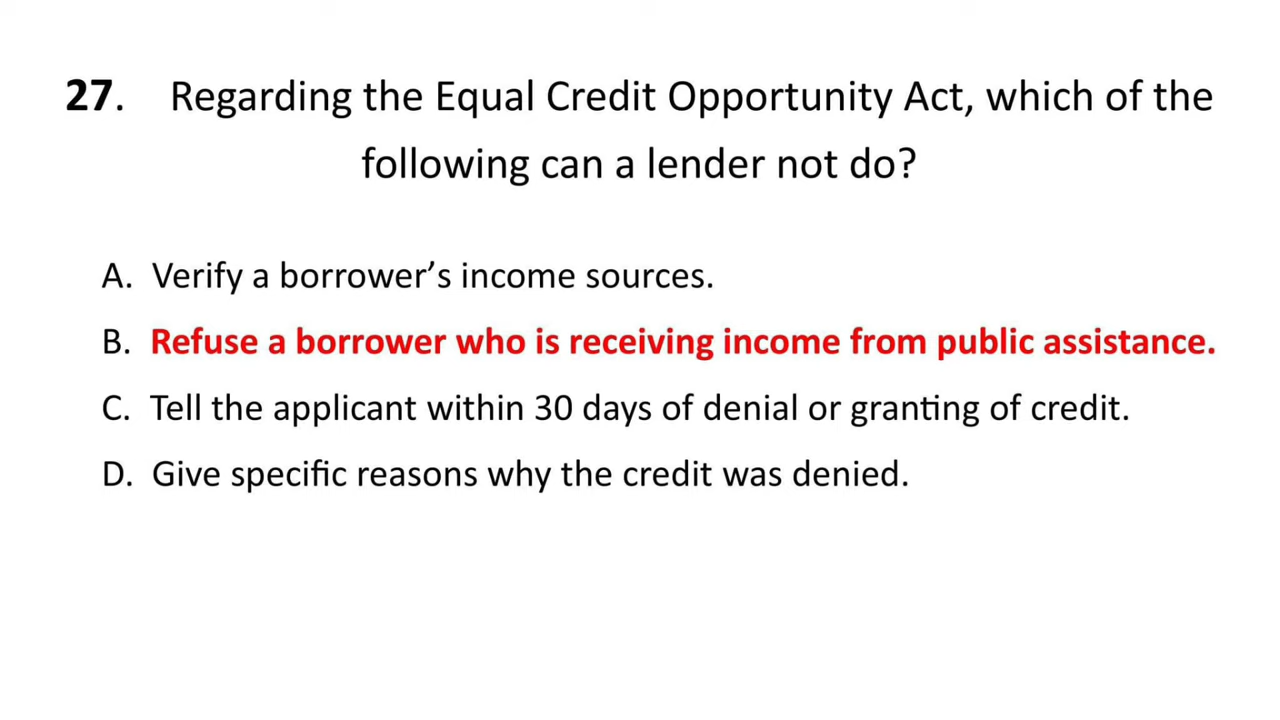 27. Regarding the Equal Credit Opportunity Act, which of the
following can a lender not do?
A. Verify a borrower’s income sources.
B. Refuse a borrower who is receiving income from public assistance.
C. Tell the applicant within 30 days of denial or granting of credit.
D. Give specific reasons why the credit was denied.